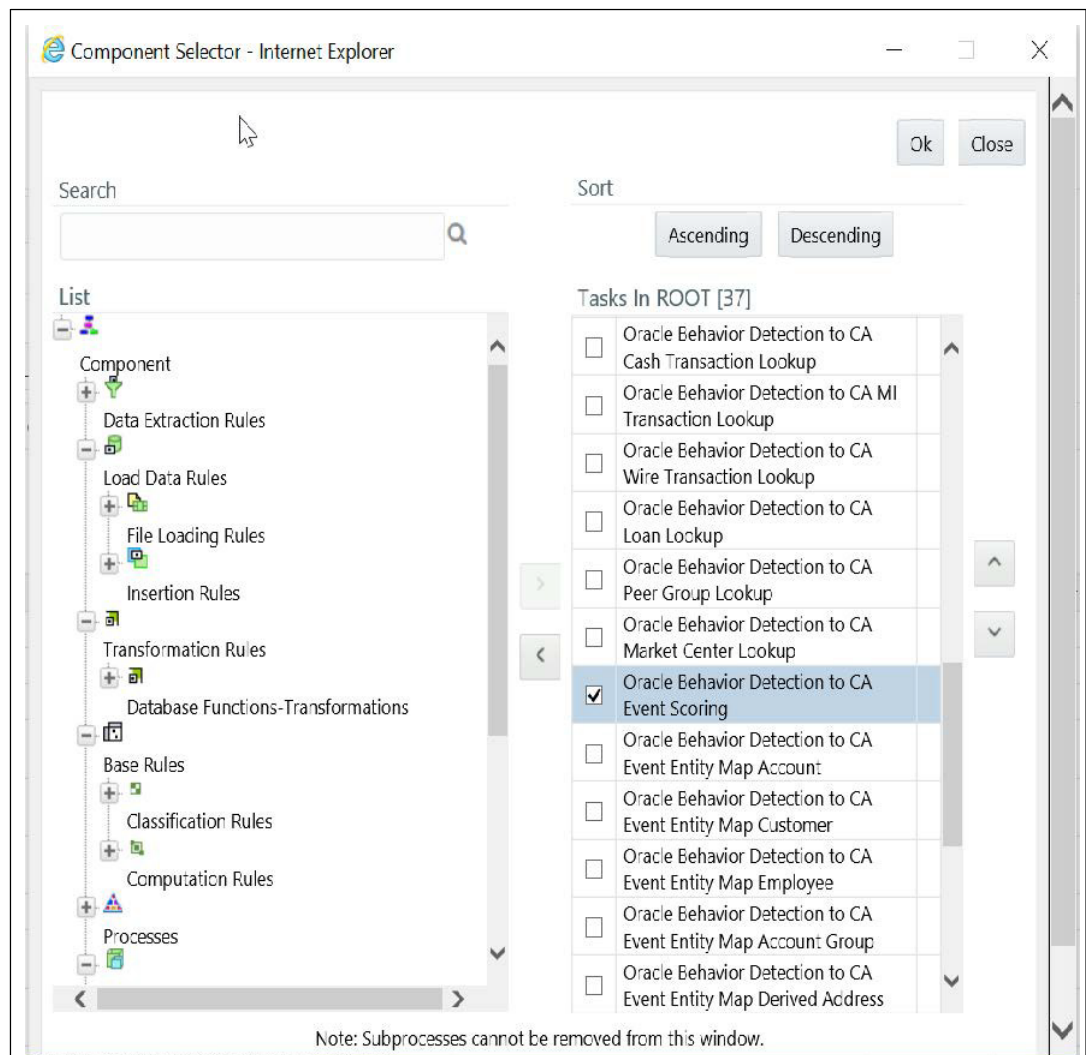 Component Selector - Internet Explorer
Ok
Close
Search
Sort
Ascending
Descending
List
Component
Data Extraction Rules
Load Data Rules
File Loading Rules
Insertion Rules
Transformation Rules
Database Functions-Transformations
Base Rules
Classification Rules
Computation Rules
Processes
Tasks In ROOT [37]
Oracle Behavior Detection to CA
Cash Transaction Lookup
Oracle Behavior Detection to CA MI
Transaction Lookup
Oracle Behavior Detection to CA
Wire Transaction Lookup
Oracle Behavior Detection to CA
Loan Lookup
Oracle Behavior Detection to CA
Peer Group Lookup
Oracle Behavior Detection to CA
Market Center Lookup
Oracle Behavior Detection to CA
Event Scoring
Oracle Behavior Detection to CA
Event Entity Map Account
Oracle Behavior Detection to CA
Event Entity Map Customer
Oracle Behavior Detection to CA
Event Entity Map Employee
Oracle Behavior Detection to CA
Event Entity Map Account Group
Oracle Behavior Detection to CA
Event Entity Map Derived Address
Note: Subprocesses cannot be removed from this window.